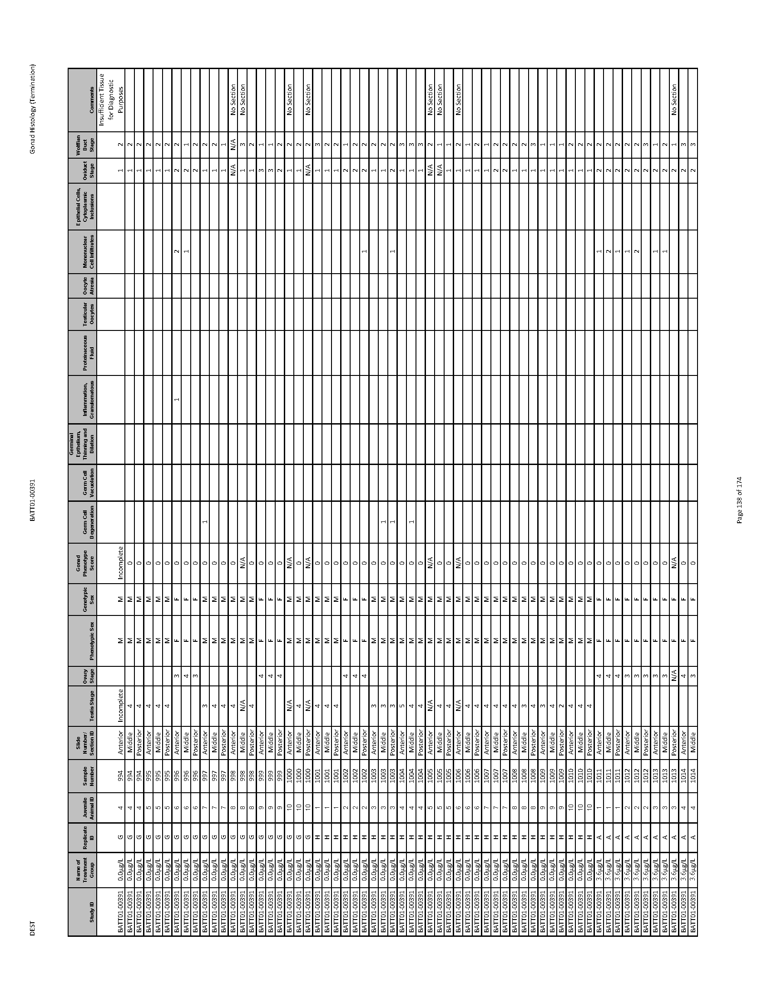 DEST BATT01-00391 Gonad Histology (Termination)
Study ID | Name of Treatment Group | Replicate ID | Juvenile Animal ID | Sample Number | Slide Number/ Section ID | Testis Stage | Ovary Stage | Phenotypic Sex | Genotypic Sex | Gonad Phenotype Score | Germ Cell Degeneration | Germ Cell Vacuolation | Germinal Epthelium, Thinning and Dilation | Inflammation, Granulomatous | Proteinaceous Fluid | Testicular Oocytes | Oocyte Atresia | Mononuclear Cell Infiltrates | Epithelial Cells, Cytoplasmic Inclusions | Oviduct Stage | Wolffian Duct Stage | Comments
BATT01-00391 0.0µg/L G 4 994 Anterior Incomplete M M Incomplete 1 2 Insufficient Tissue for Diagnostic Purposes
BATT01-00391 0.0µg/L G 4 994 Middle 4 M M 0 1 2
BATT01-00391 0.0µg/L G 4 994 Posterior 4 M M 0 1 2
BATT01-00391 0.0µg/L G 5 995 Anterior 4 M M 0 1 2
BATT01-00391 0.0µg/L G 5 995 Middle 4 M M 0 1 2
BATT01-00391 0.0µg/L G 5 995 Posterior 4 M M 0 1 2
BATT01-00391 0.0µg/L G 6 996 Anterior 3 F F 0 1 2 2 2
BATT01-00391 0.0µg/L G 6 996 Middle 4 F F 0 1 2 1
BATT01-00391 0.0µg/L G 6 996 Posterior 3 F F 0 2 2
BATT01-00391 0.0µg/L G 7 997 Anterior 3 M M 0 1 1 2
BATT01-00391 0.0µg/L G 7 997 Middle 4 M M 0 1 2
BATT01-00391 0.0µg/L G 7 997 Posterior 4 M M 0 1 1
BATT01-00391 0.0µg/L G 8 998 Anterior 4 M M 0 N/A N/A No Section
BATT01-00391 0.0µg/L G 8 998 Middle N/A M M N/A 1 3 No Section
BATT01-00391 0.0µg/L G 8 998 Posterior 4 M M 0 1 2
BATT01-00391 0.0µg/L G 9 999 Anterior 4 F F 0 3 1
BATT01-00391 0.0µg/L G 9 999 Middle 4 F F 0 3 1
BATT01-00391 0.0µg/L G 9 999 Posterior 4 F F 0 2 2
BATT01-00391 0.0µg/L G 10 1000 Anterior N/A M M N/A 1 2 No Section
BATT01-00391 0.0µg/L G 10 1000 Middle 4 M M 0 1 2
BATT01-00391 0.0µg/L G 10 1000 Posterior N/A M M N/A N/A 2 No Section
BATT01-00391 0.0µg/L H 1 1001 Anterior 4 M M 0 1 3
BATT01-00391 0.0µg/L H 1 1001 Middle 4 M M 0 1 2
BATT01-00391 0.0µg/L H 1 1001 Posterior 4 M M 0 1 2
BATT01-00391 0.0µg/L H 2 1002 Anterior 4 F F 0 2 1
BATT01-00391 0.0µg/L H 2 1002 Middle 4 F F 0 2 2
BATT01-00391 0.0µg/L H 2 1002 Posterior 4 F F 0 1 2 2
BATT01-00391 0.0µg/L H 3 1003 Anterior 3 M M 0 1 2
BATT01-00391 0.0µg/L H 3 1003 Middle 3 M M 0 1 1 2
BATT01-00391 0.0µg/L H 3 1003 Posterior 3 M M 0 1 1 2 2
BATT01-00391 0.0µg/L H 4 1004 Anterior 5 M M 0 1 3
BATT01-00391 0.0µg/L H 4 1004 Middle 4 M M 0 1 1 3
BATT01-00391 0.0µg/L H 4 1004 Posterior 4 M M 0 1 3
BATT01-00391 0.0µg/L H 5 1005 Anterior N/A M M N/A N/A 2 No Section
BATT01-00391 0.0µg/L H 5 1005 Middle 4 M M 0 N/A 1 No Section
BATT01-00391 0.0µg/L H 5 1005 Posterior 4 M M 0 1 1
BATT01-00391 0.0µg/L H 6 1006 Anterior N/A M M N/A 1 2 No Section
BATT01-00391 0.0µg/L H 6 1006 Middle 4 M M 0 1 1
BATT01-00391 0.0µg/L H 6 1006 Posterior 4 M M 0 1 2
BATT01-00391 0.0µg/L H 7 1007 Anterior 4 M M 0 1 1
BATT01-00391 0.0µg/L H 7 1007 Middle 4 M M 0 2 2
BATT01-00391 0.0µg/L H 7 1007 Posterior 4 M M 0 2 2
BATT01-00391 0.0µg/L H 8 1008 Anterior 4 M M 0 1 2
BATT01-00391 0.0µg/L H 8 1008 Middle 3 M M 0 1 2
BATT01-00391 0.0µg/L H 8 1008 Posterior 4 M M 0 1 3
BATT01-00391 0.0µg/L H 9 1009 Anterior 3 M M 0 1 1
BATT01-00391 0.0µg/L H 9 1009 Middle 4 M M 0 1 1
BATT01-00391 0.0µg/L H 9 1009 Posterior 2 M M 0 1 1
BATT01-00391 0.0µg/L H 10 1010 Anterior 4 M M 0 1 2
BATT01-00391 0.0µg/L H 10 1010 Middle 4 M M 0 1 2
BATT01-00391 0.0µg/L H 10 1010 Posterior 4 M M 0 1 2
BATT01-00391 3.6µg/L A 1 1011 Anterior 4 F F 0 1 2 2
BATT01-00391 3.6µg/L A 1 1011 Middle 4 F F 0 2 2 2
BATT01-00391 3.6µg/L A 1 1011 Posterior 4 F F 0 1 2 2
BATT01-00391 3.6µg/L A 2 1012 Anterior 3 F F 0 1 2 2
BATT01-00391 3.6µg/L A 2 1012 Middle 3 F F 0 2 2 2
BATT01-00391 3.6µg/L A 2 1012 Posterior 3 F F 0 2 3
BATT01-00391 3.6µg/L A 3 1013 Anterior 3 F F 0 1 2 1
BATT01-00391 3.6µg/L A 3 1013 Middle 3 F F 0 1 2 2
BATT01-00391 3.6µg/L A 3 1013 Posterior N/A F F N/A 2 1 No Section
BATT01-00391 3.6µg/L A 4 1014 Anterior 4 F F 0 2 3
BATT01-00391 3.6µg/L A 4 1014 Middle 3 F F 0 2 3
Page 138 of 174